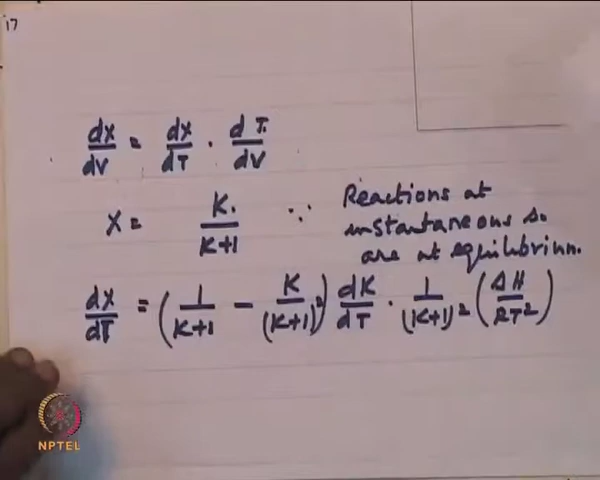 17
dX/dV = dX/dT · dT/dV
X = K/K+1 ∵ Reactions at
instantaneous so
are at equilibrium.
dX/dT = (1/K+1 − K/(K+1)²) dK/dT · 1/(K+1)² (ΔH/RT²)
NPTEL